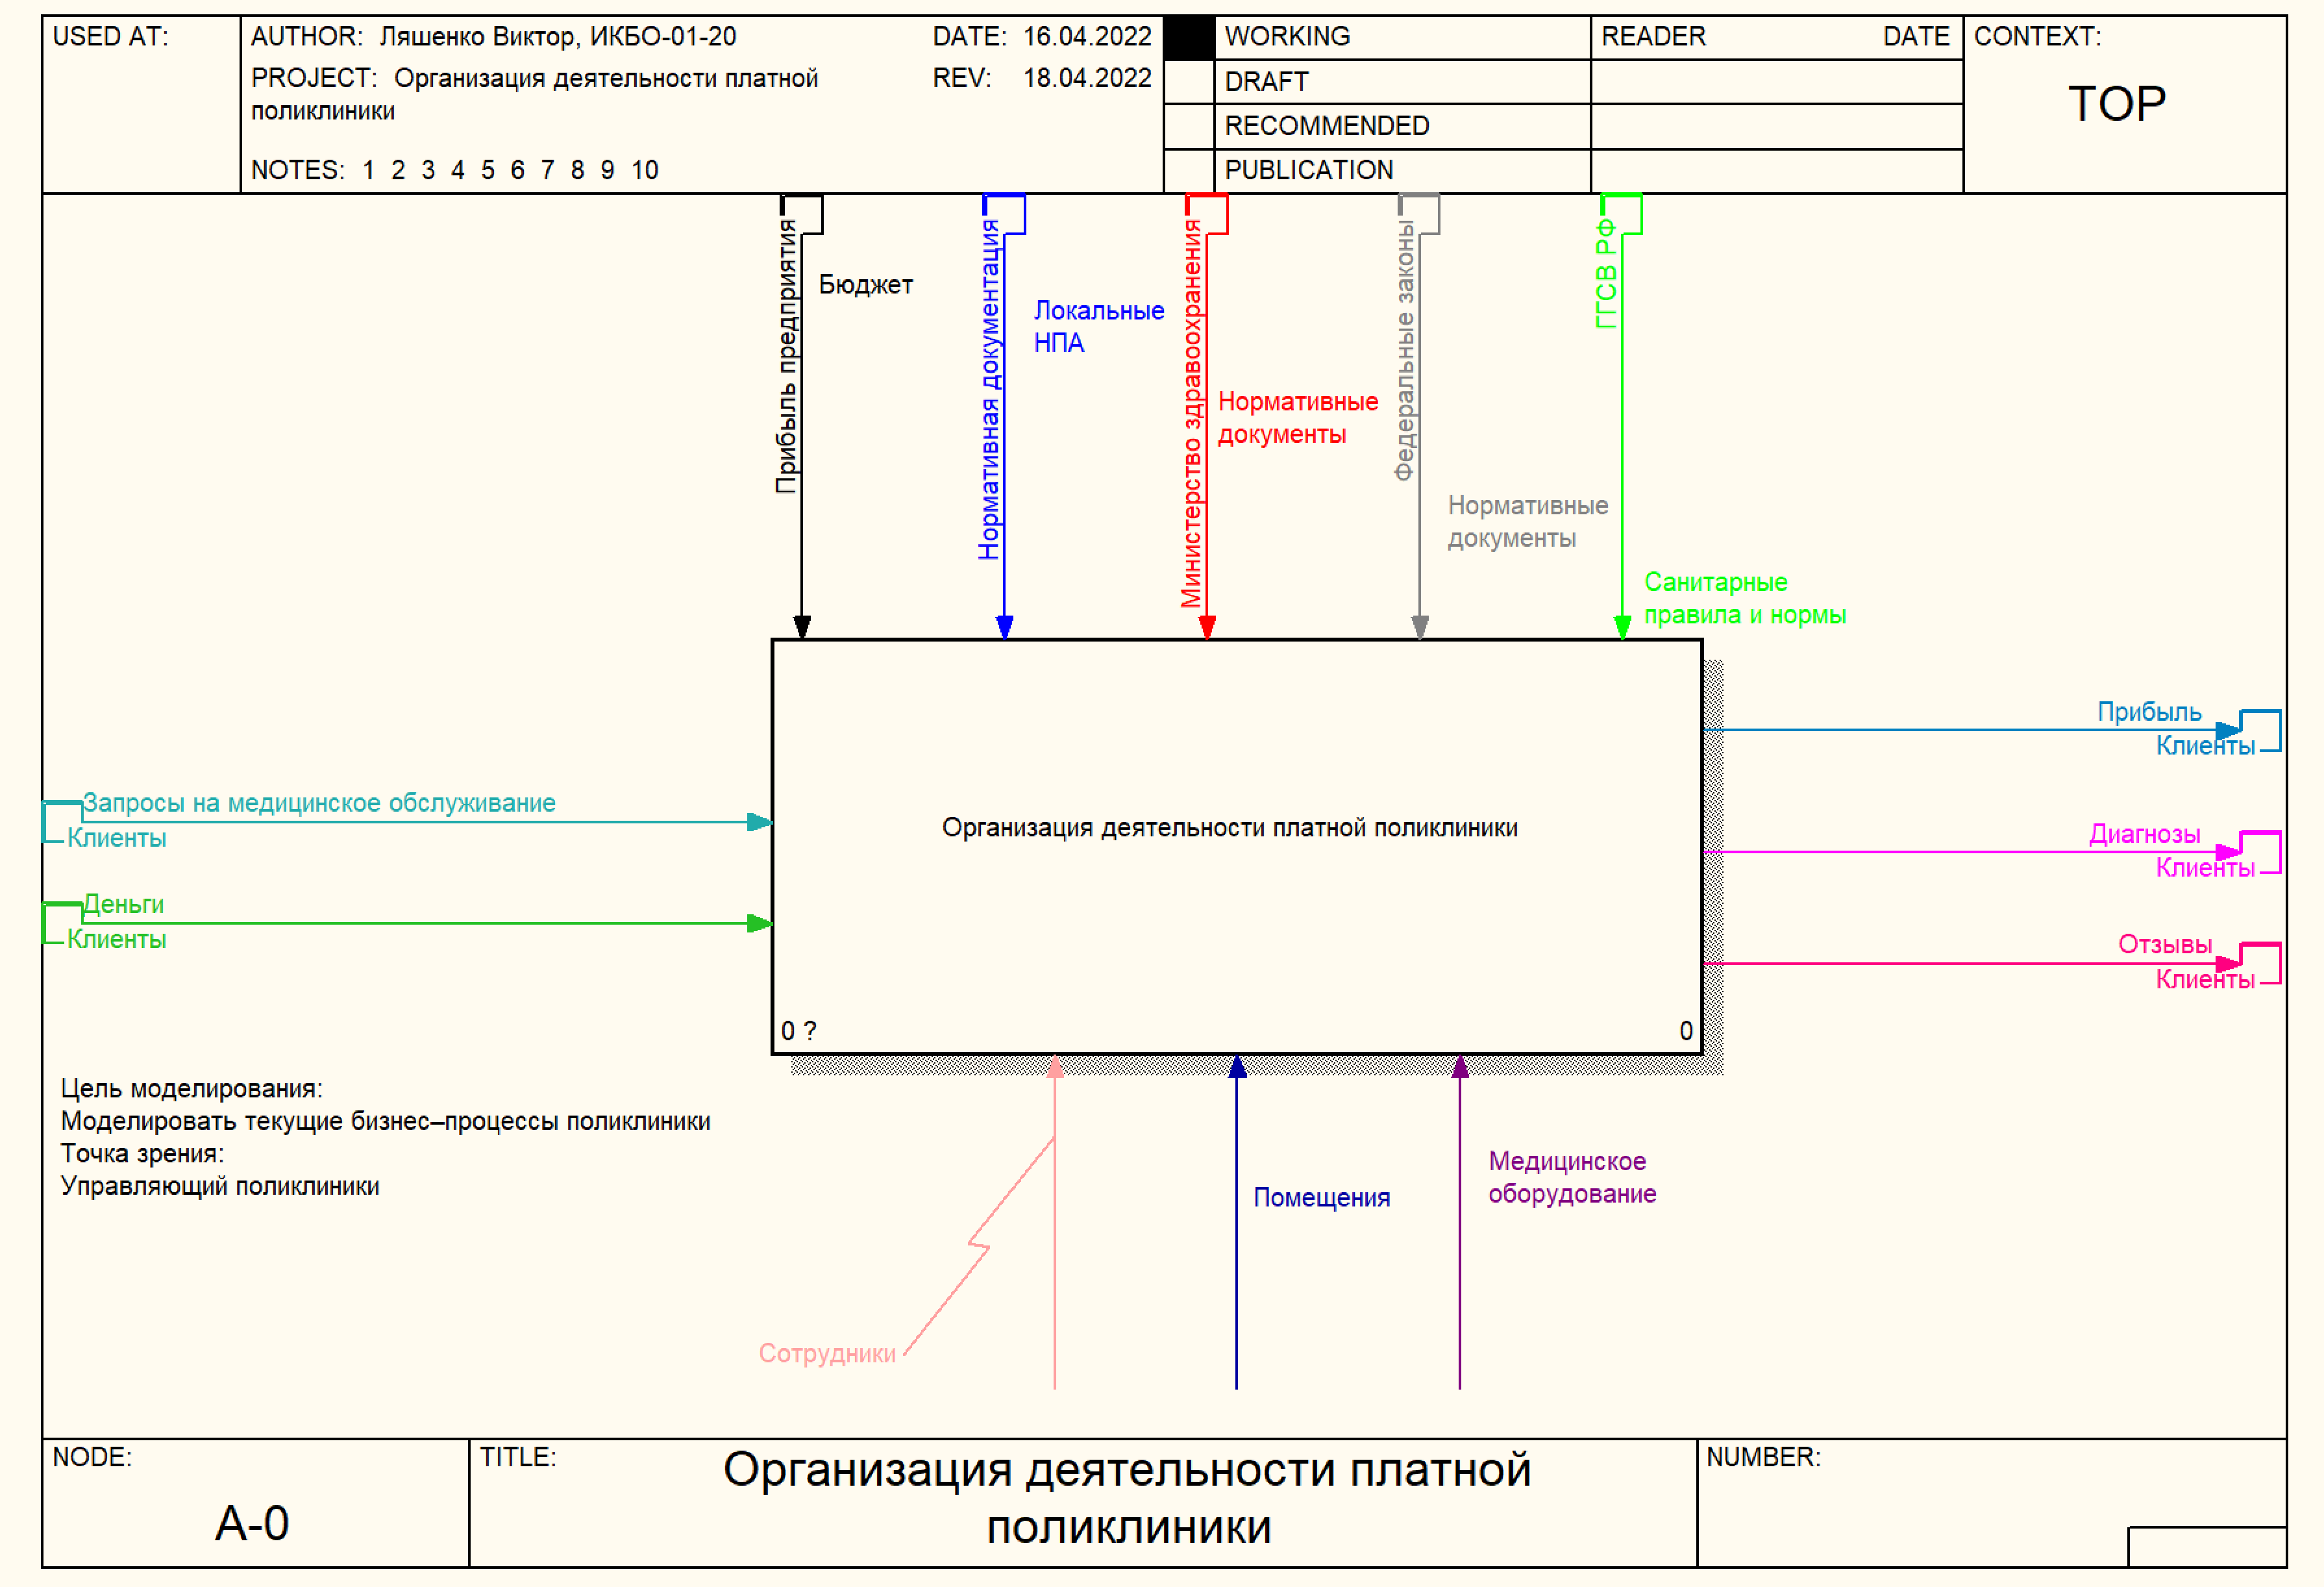 USED AT:
AUTHOR: Ляшенко Виктор, ИКБО-01-20
DATE: 16.04.2022
PROJECT: Организация деятельности платной
поликлиники
REV: 18.04.2022
NOTES: 1 2 3 4 5 6 7 8 9 10
WORKING
DRAFT
RECOMMENDED
PUBLICATION
READER DATE
CONTEXT:
TOP
Прибыль предприятия
Бюджет
Нормативная документация
Локальные
НПА
Министерство здравоохранения
Нормативные
документы
Федеральные законы
Нормативные
документы
ГГСВ РФ
Санитарные
правила и нормы
Запросы на медицинское обслуживание
Клиенты
Деньги
Клиенты
Организация деятельности платной поликлиники
0 ?
0
Прибыль
Клиенты
Диагнозы
Клиенты
Отзывы
Клиенты
Цель моделирования:
Моделировать текущие бизнес–процессы поликлиники
Точка зрения:
Управляющий поликлиники
Сотрудники
Помещения
Медицинское
оборудование
NODE:
A-0
TITLE:
Организация деятельности платной
поликлиники
NUMBER: